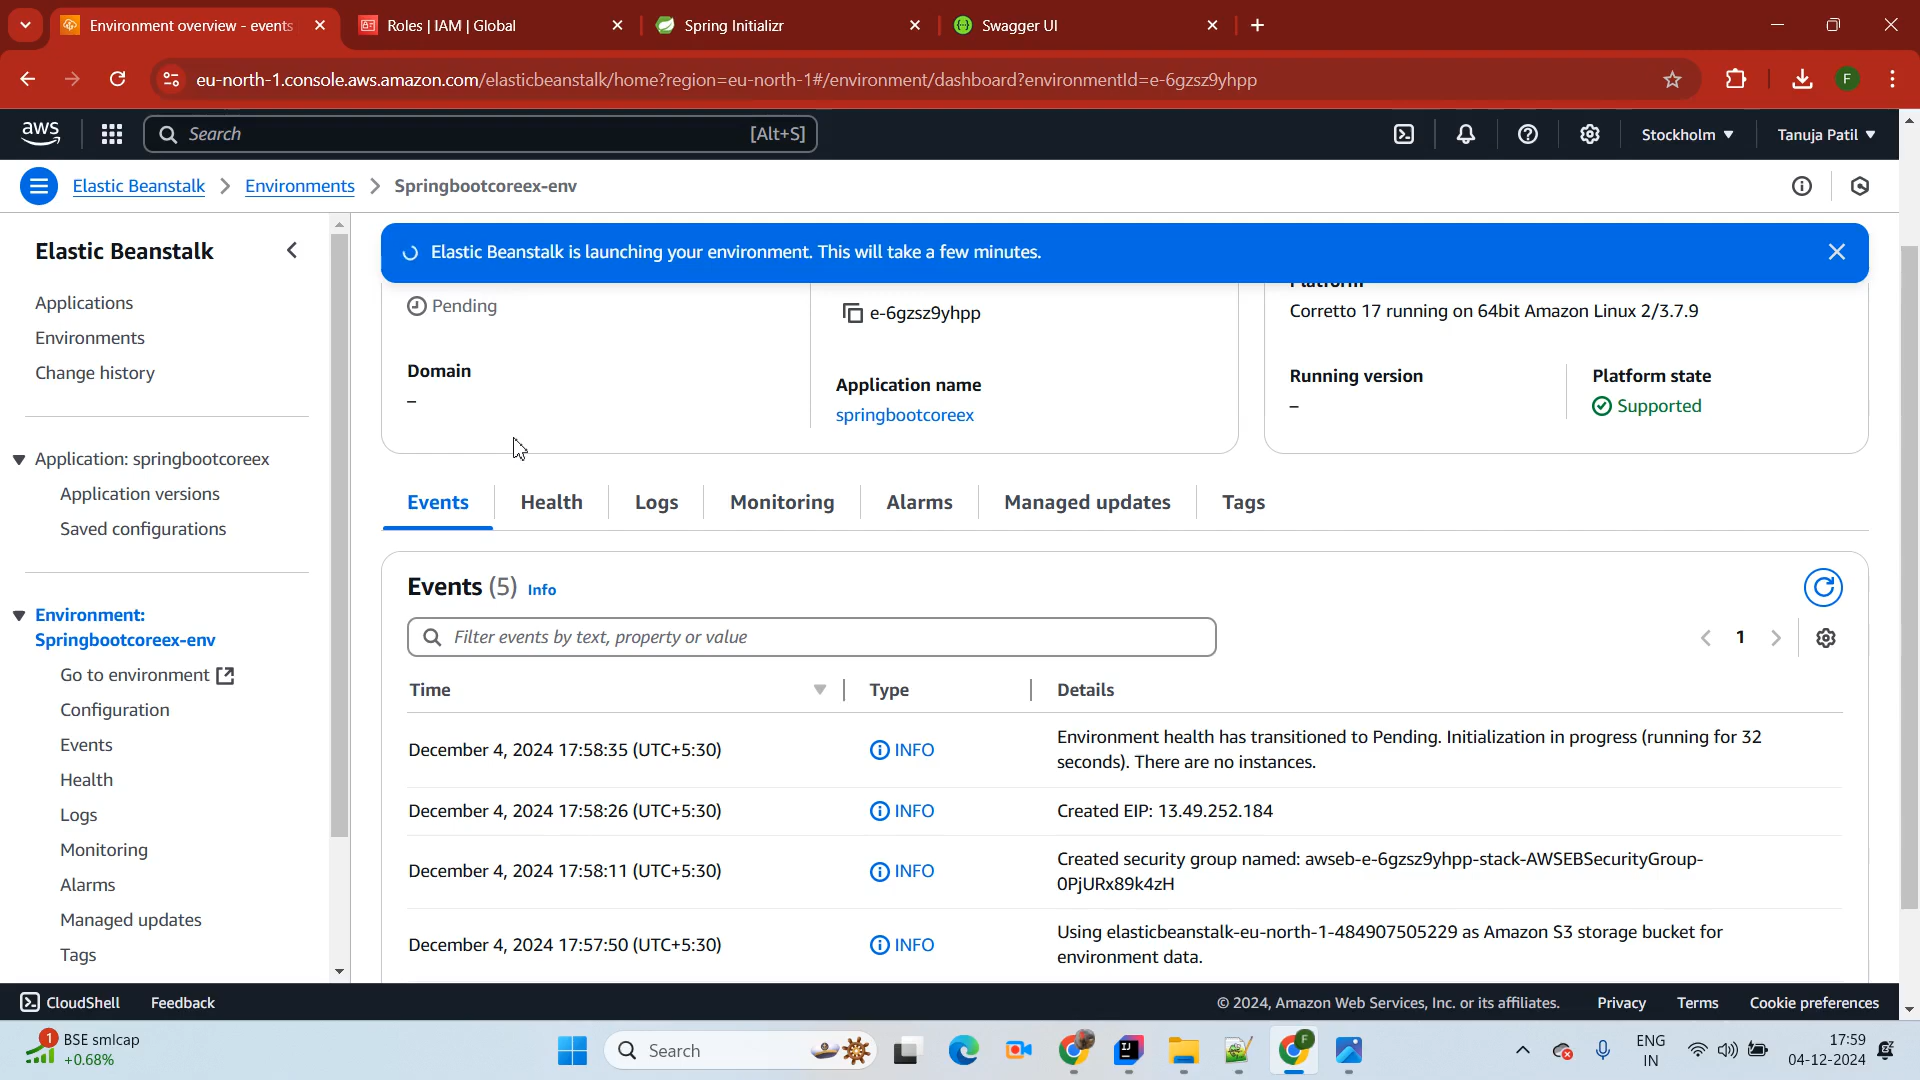 Environment overview - events
Roles | IAM | Global
Spring Initializr
Swagger UI
eu-north-1.console.aws.amazon.com/elasticbeanstalk/home?region=eu-north-1#/environment/dashboard?environmentId=e-6gzsz9yhpp
F
aws
Search
[Alt+S]
Stockholm
Tanuja Patil
Elastic Beanstalk
Environments
Springbootcoreex-env
Elastic Beanstalk
Applications
Environments
Change history
Application: springbootcoreex
Application versions
Saved configurations
Environment:
Springbootcoreex-env
Go to environment
Configuration
Events
Health
Logs
Monitoring
Alarms
Managed updates
Tags
Elastic Beanstalk is launching your environment. This will take a few minutes.
Pending
Domain
–
e-6gzsz9yhpp
Application name
springbootcoreex
Platform
Corretto 17 running on 64bit Amazon Linux 2/3.7.9
Running version
–
Platform state
Supported
Events
Health
Logs
Monitoring
Alarms
Managed updates
Tags
Events (5) Info
Filter events by text, property or value
1
Time
Type
Details
December 4, 2024 17:58:35 (UTC+5:30)
INFO
Environment health has transitioned to Pending. Initialization in progress (running for 32
seconds). There are no instances.
December 4, 2024 17:58:26 (UTC+5:30)
INFO
Created EIP: 13.49.252.184
December 4, 2024 17:58:11 (UTC+5:30)
INFO
Created security group named: awseb-e-6gzsz9yhpp-stack-AWSEBSecurityGroup-
0PjURx89k4zH
December 4, 2024 17:57:50 (UTC+5:30)
INFO
Using elasticbeanstalk-eu-north-1-484907505229 as Amazon S3 storage bucket for
environment data.
CloudShell
Feedback
© 2024, Amazon Web Services, Inc. or its affiliates.
Privacy
Terms
Cookie preferences
1
BSE smlcap
+0.68%
Search
F
ENG
IN
17:59
04-12-2024